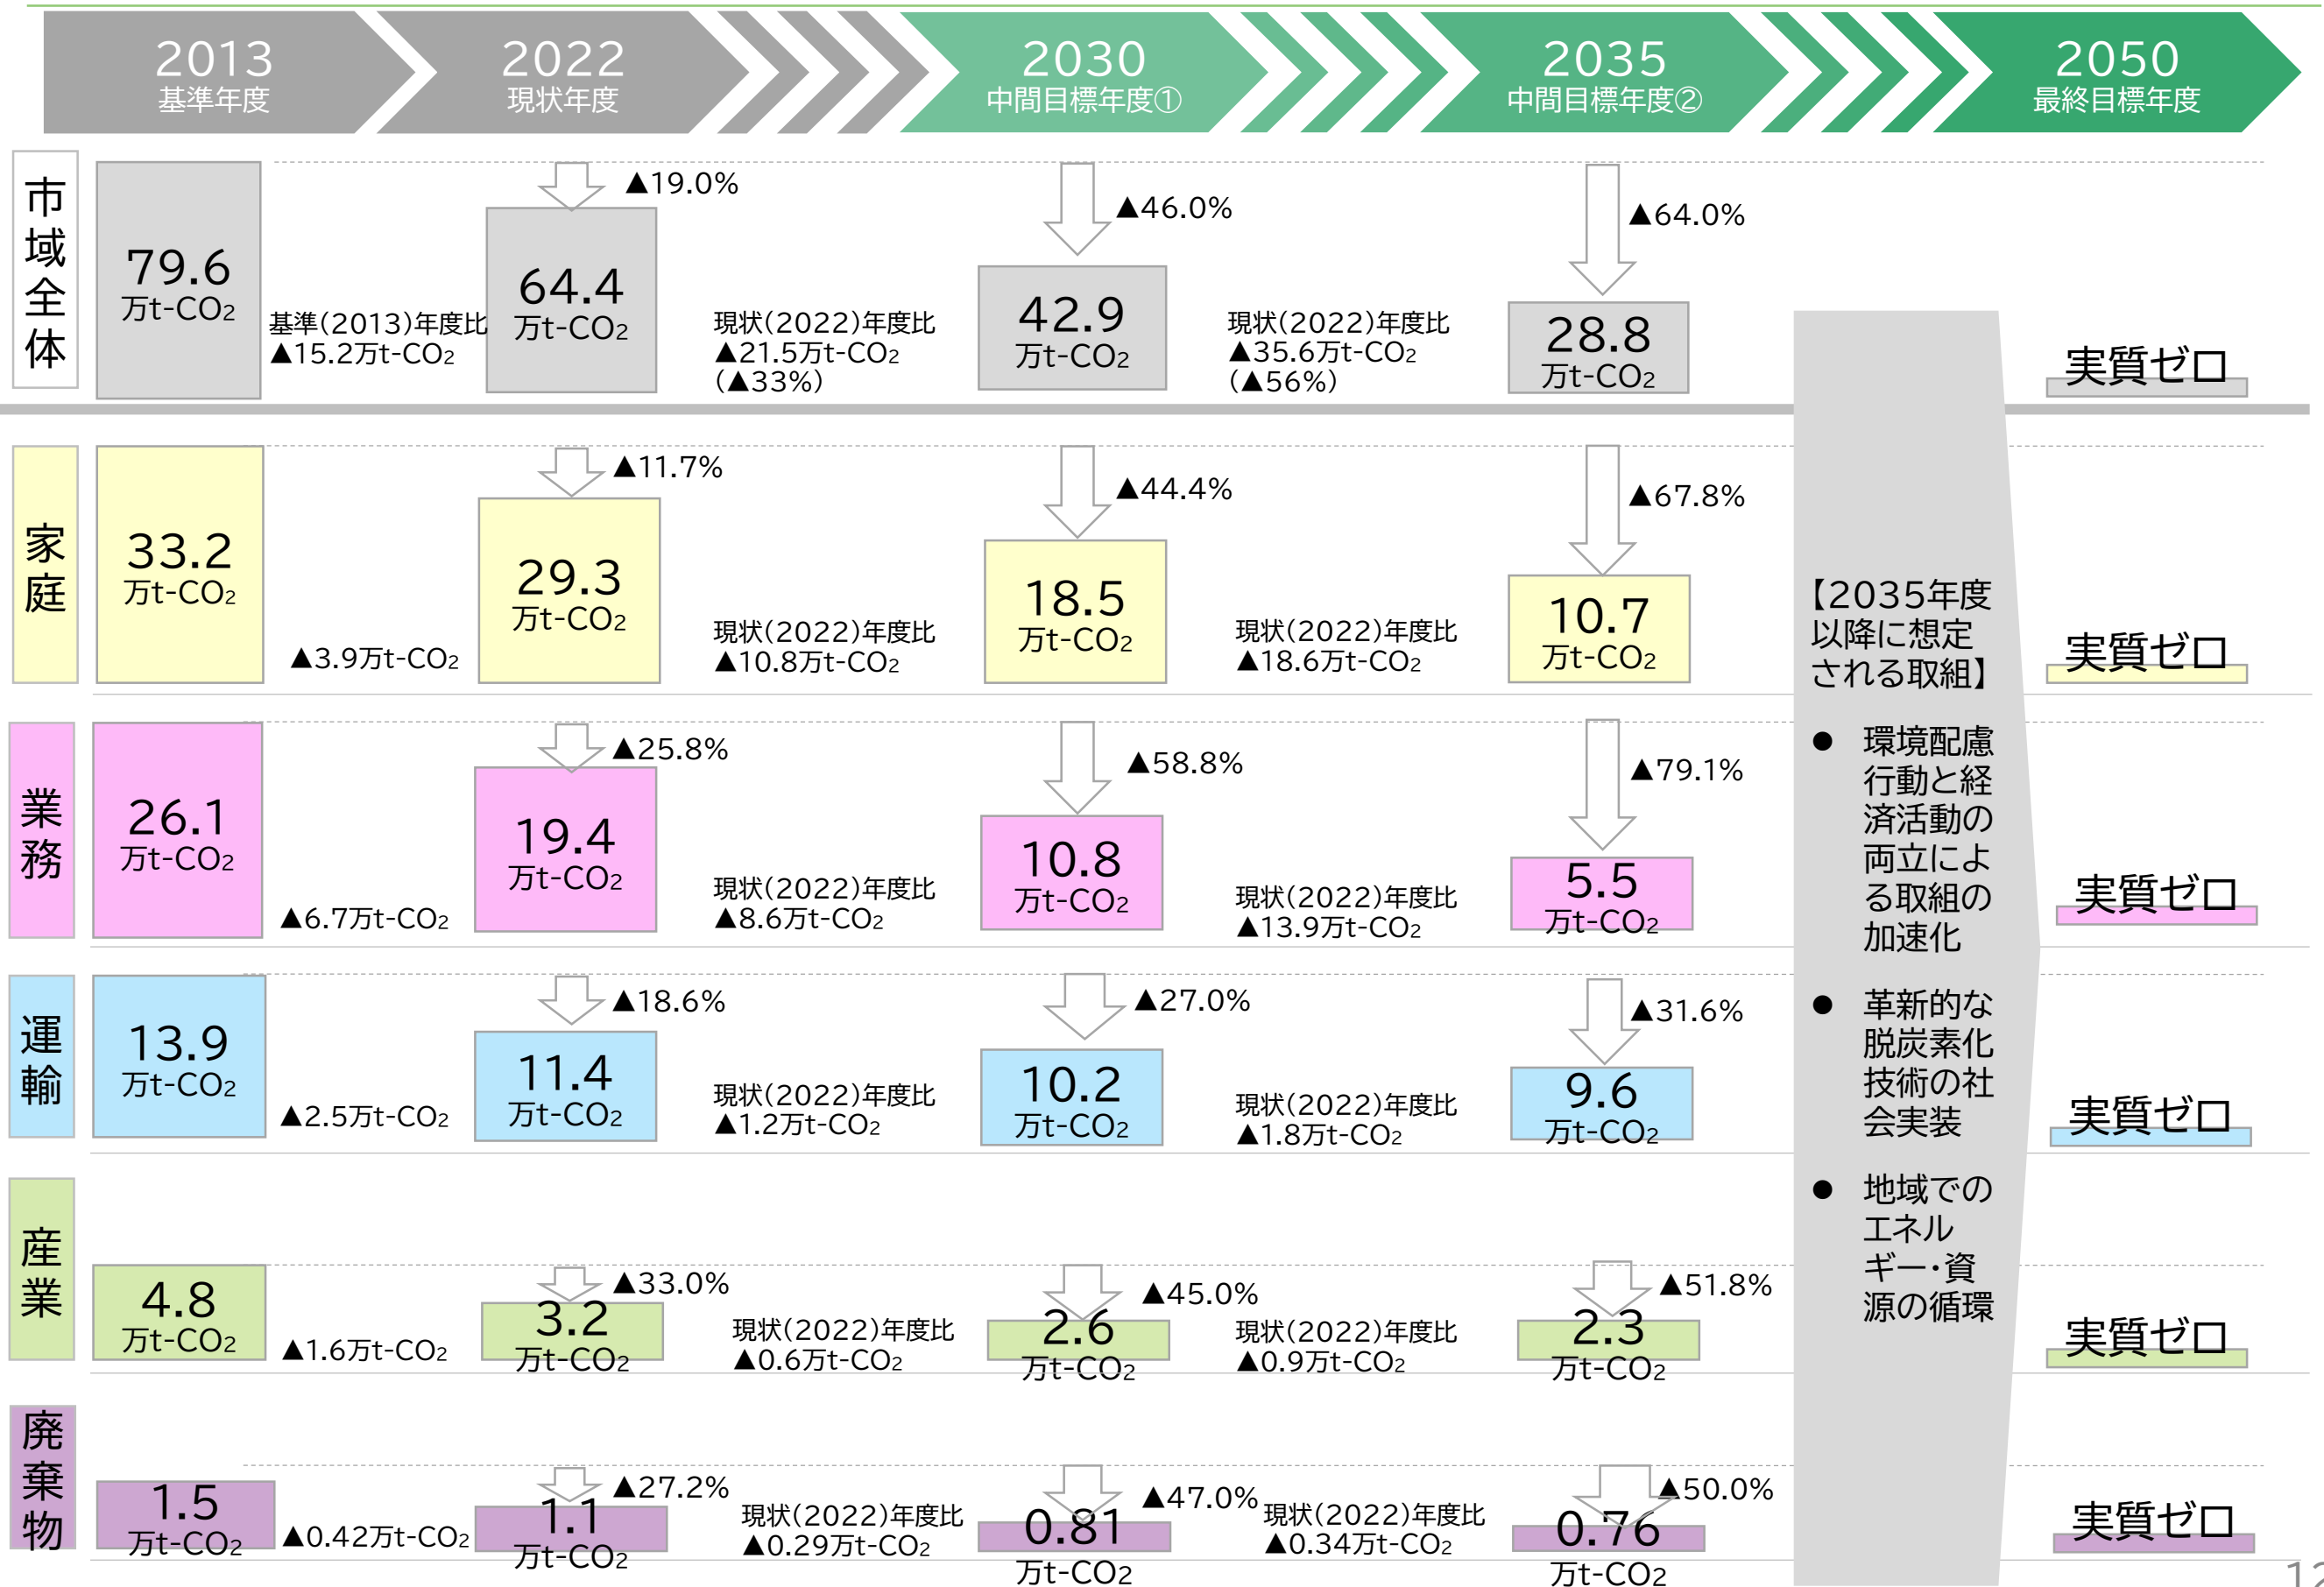 2013
基準年度
2022
現状年度
2030
中間目標年度①
2035
中間目標年度②
2050
最終目標年度
市域全体
79.6
万t-CO2
基準(2013)年度比
▲15.2万t-CO2
▲19.0%
64.4
万t-CO2
現状(2022)年度比
▲21.5万t-CO2
(▲33%)
▲46.0%
42.9
万t-CO2
現状(2022)年度比
▲35.6万t-CO2
(▲56%)
▲64.0%
28.8
万t-CO2
実質ゼロ
家庭
33.2
万t-CO2
▲3.9万t-CO2
▲11.7%
29.3
万t-CO2
現状(2022)年度比
▲10.8万t-CO2
▲44.4%
18.5
万t-CO2
現状(2022)年度比
▲18.6万t-CO2
▲67.8%
10.7
万t-CO2
実質ゼロ
業務
26.1
万t-CO2
▲6.7万t-CO2
▲25.8%
19.4
万t-CO2
現状(2022)年度比
▲8.6万t-CO2
▲58.8%
10.8
万t-CO2
現状(2022)年度比
▲13.9万t-CO2
▲79.1%
5.5
万t-CO2
実質ゼロ
運輸
13.9
万t-CO2
▲2.5万t-CO2
▲18.6%
11.4
万t-CO2
現状(2022)年度比
▲1.2万t-CO2
▲27.0%
10.2
万t-CO2
現状(2022)年度比
▲1.8万t-CO2
▲31.6%
9.6
万t-CO2
実質ゼロ
産業
4.8
万t-CO2
▲1.6万t-CO2
▲33.0%
3.2
万t-CO2
現状(2022)年度比
▲0.6万t-CO2
▲45.0%
2.6
万t-CO2
現状(2022)年度比
▲0.9万t-CO2
▲51.8%
2.3
万t-CO2
実質ゼロ
廃棄物
1.5
万t-CO2
▲0.42万t-CO2
▲27.2%
1.1
万t-CO2
現状(2022)年度比
▲0.29万t-CO2
▲47.0%
0.81
万t-CO2
現状(2022)年度比
▲0.34万t-CO2
▲50.0%
0.76
万t-CO2
実質ゼロ
【2035年度
以降に想定
される取組】
● 環境配慮
行動と経
済活動の
両立によ
る取組の
加速化
● 革新的な
脱炭素化
技術の社
会実装
● 地域での
エネル
ギー・資
源の循環